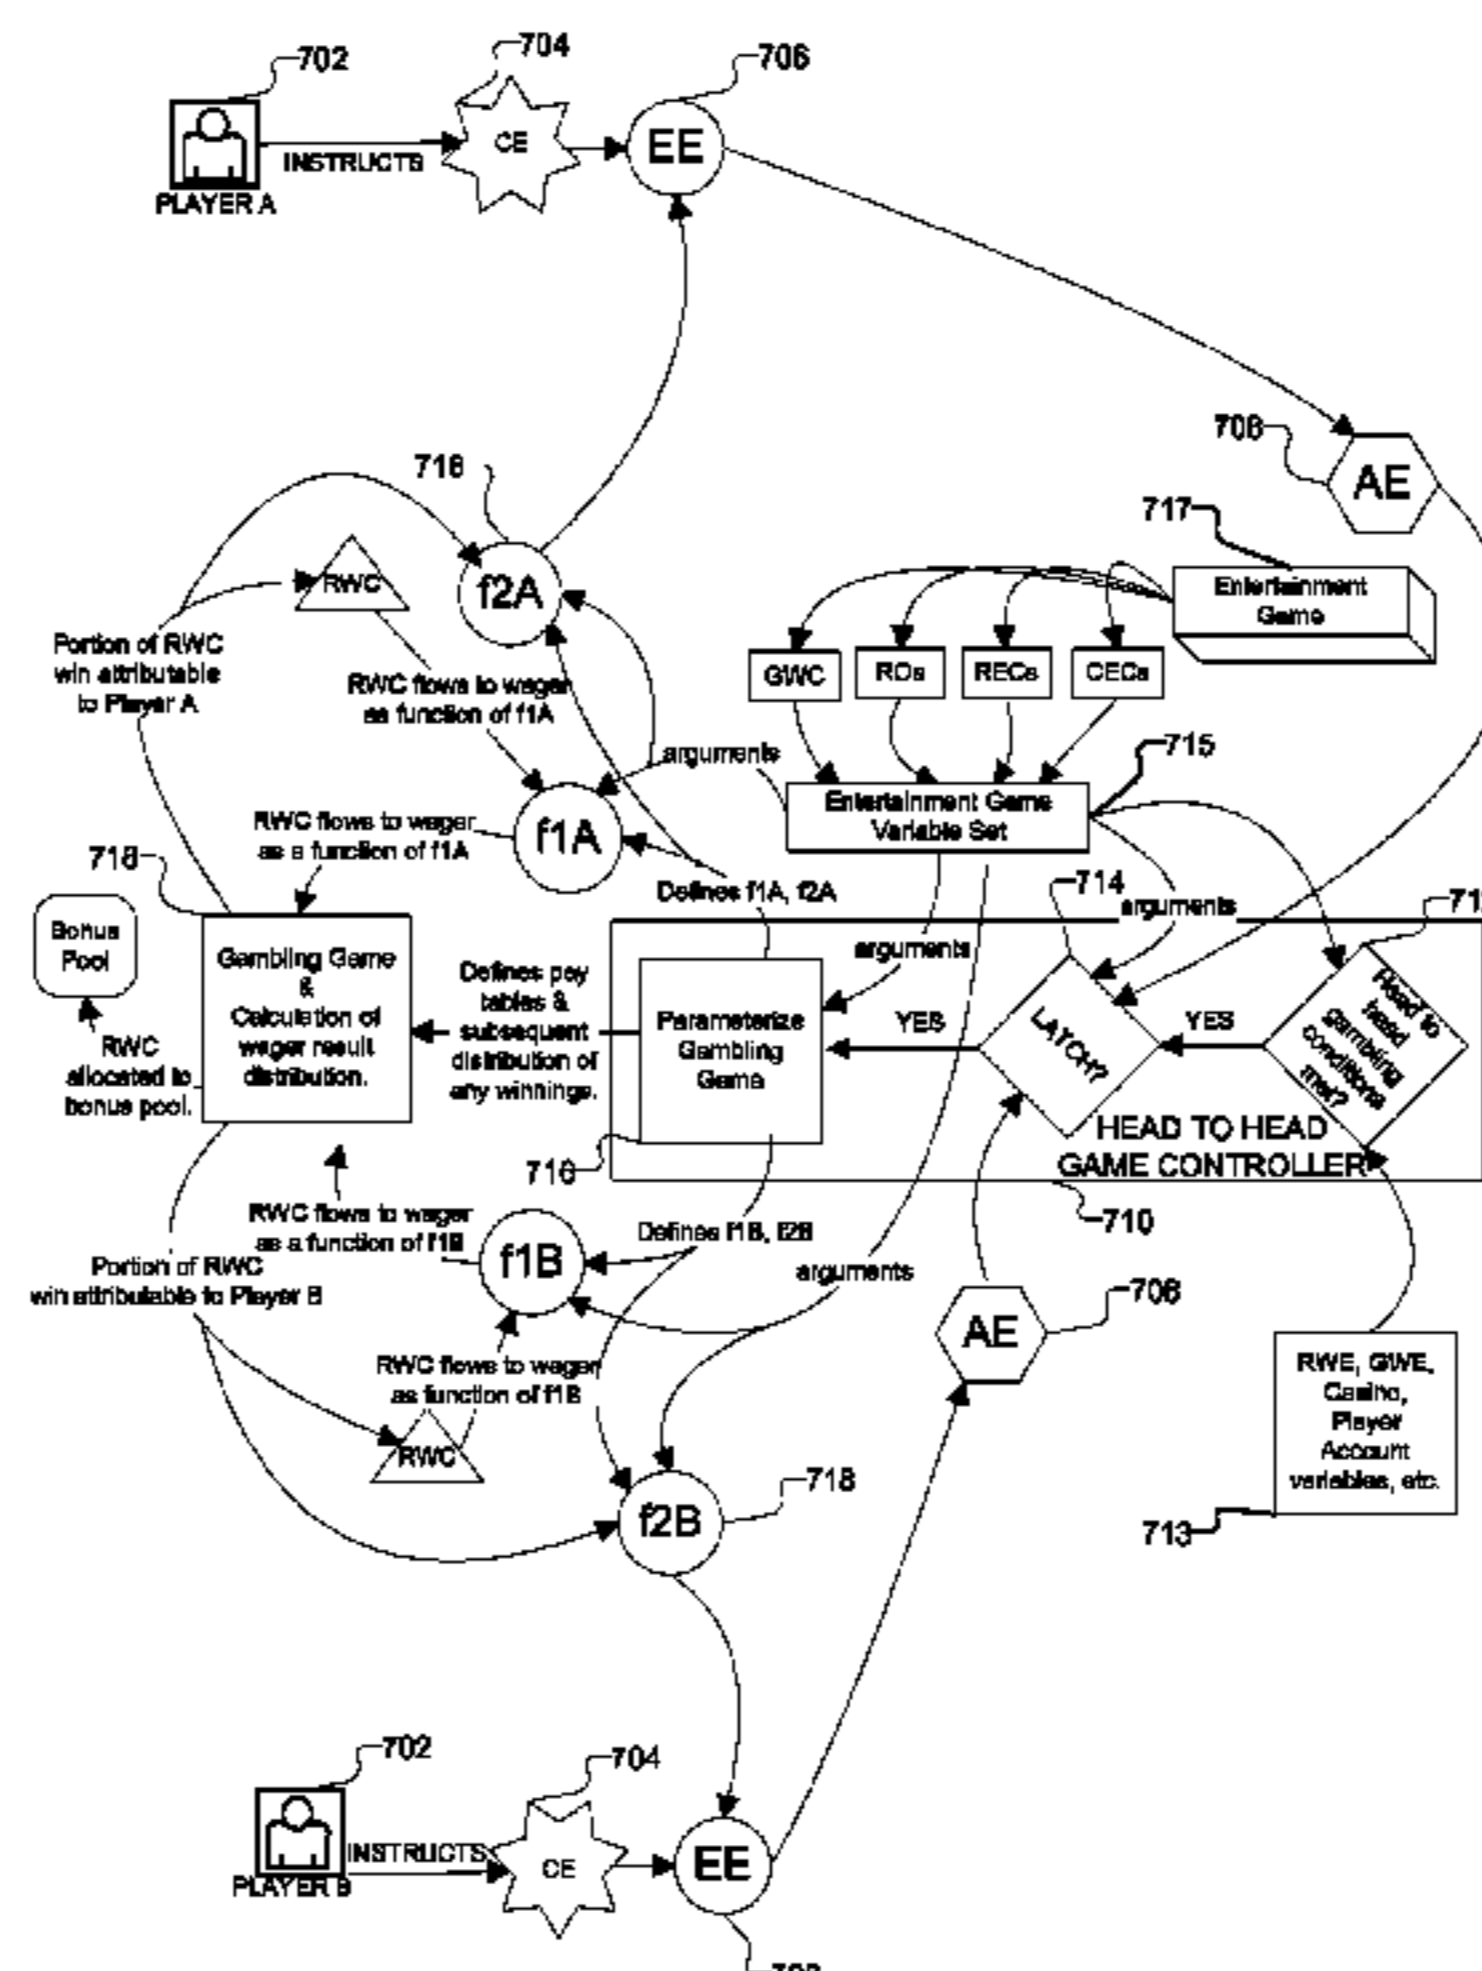 702
704
706
CE
EE
INSTRUCTS
PLAYER A
708
AE
716
717
RWC
f2A
Entertainment
Game
Portion of RWC
win attributable
to Player A
GWC
ROs
RECs
CECs
RWC flows to wager
as function of f1A
arguments
715
Entertainment Game
Variable Set
RWC flows to wager
as a function of f1A
f1A
718
Defines f1A, f2A
714
arguments
Bonus
Pool
Gambling Game
&
Calculation of
wager result
distribution.
Defines pay
tables &
subsequent
distribution of
any winnings.
arguments
Parameterize
Gambling
Game
YES
LATCH?
YES
Head to
head
gambling
conditions
met?
RWC
allocated to
bonus pool.
HEAD TO HEAD
GAME CONTROLLER
716
710
RWC flows to wager
as a function of f1B
f1B
Defines f1B, f2B
arguments
Portion of RWC
win attributable to Player B
AE
708
RWC flows to wager
as function of f1B
RWC
RWE, GWE,
Casino,
Player
Account
variables, etc.
f2B
718
713
702
704
INSTRUCTS
CE
EE
PLAYER B